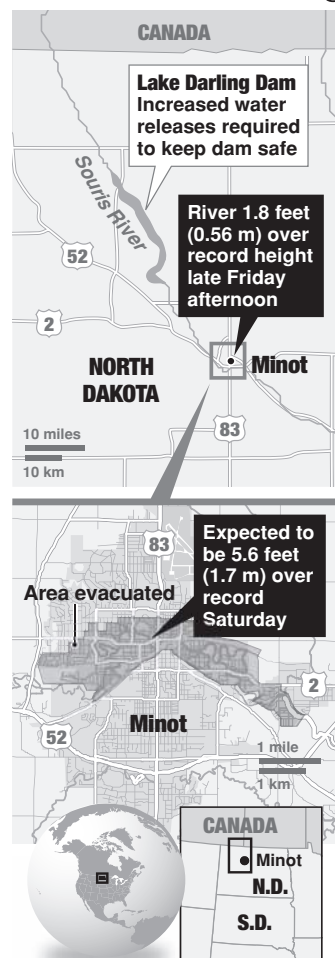 CANADA
Lake Darling Dam
Increased water
releases required
to keep dam safe
Souris River
River 1.8 feet
(0.56 m) over
record height
late Friday
afternoon
52
2
NORTH
DAKOTA
Minot
83
10 miles
10 km
83
Expected to
be 5.6 feet
(1.7 m) over
record
Saturday
Area evacuated
2
Minot
52
1 mile
1 km
CANADA
Minot
N.D.
S.D.